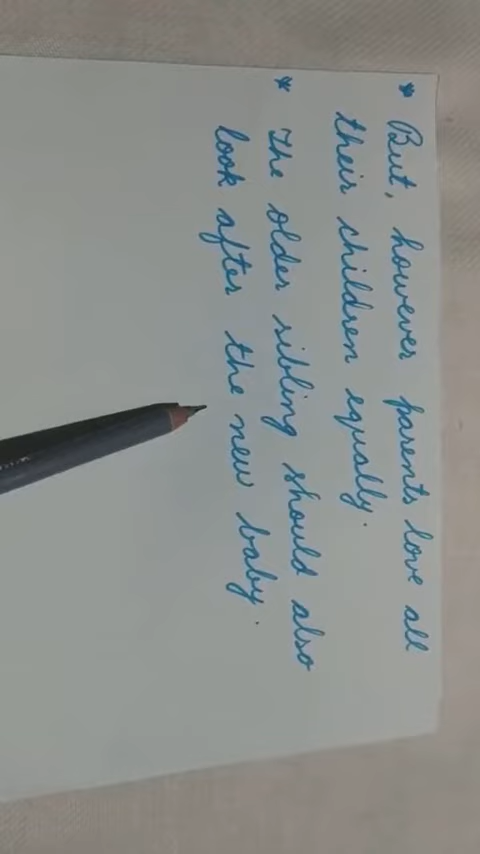 * But, however parents love all
their children equally.
* The older sibling should also
look after the new baby.